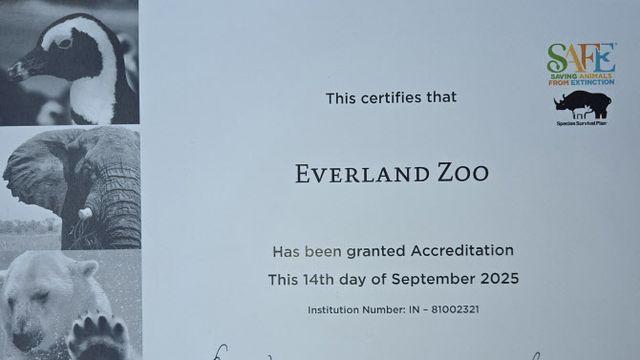 SAFE
SAVING ANIMALS
FROM EXTINCTION
Species Survival Plan
This certifies that
EVERLAND ZOO
Has been granted Accreditation
This 14th day of September 2025
Institution Number: IN – 81002321